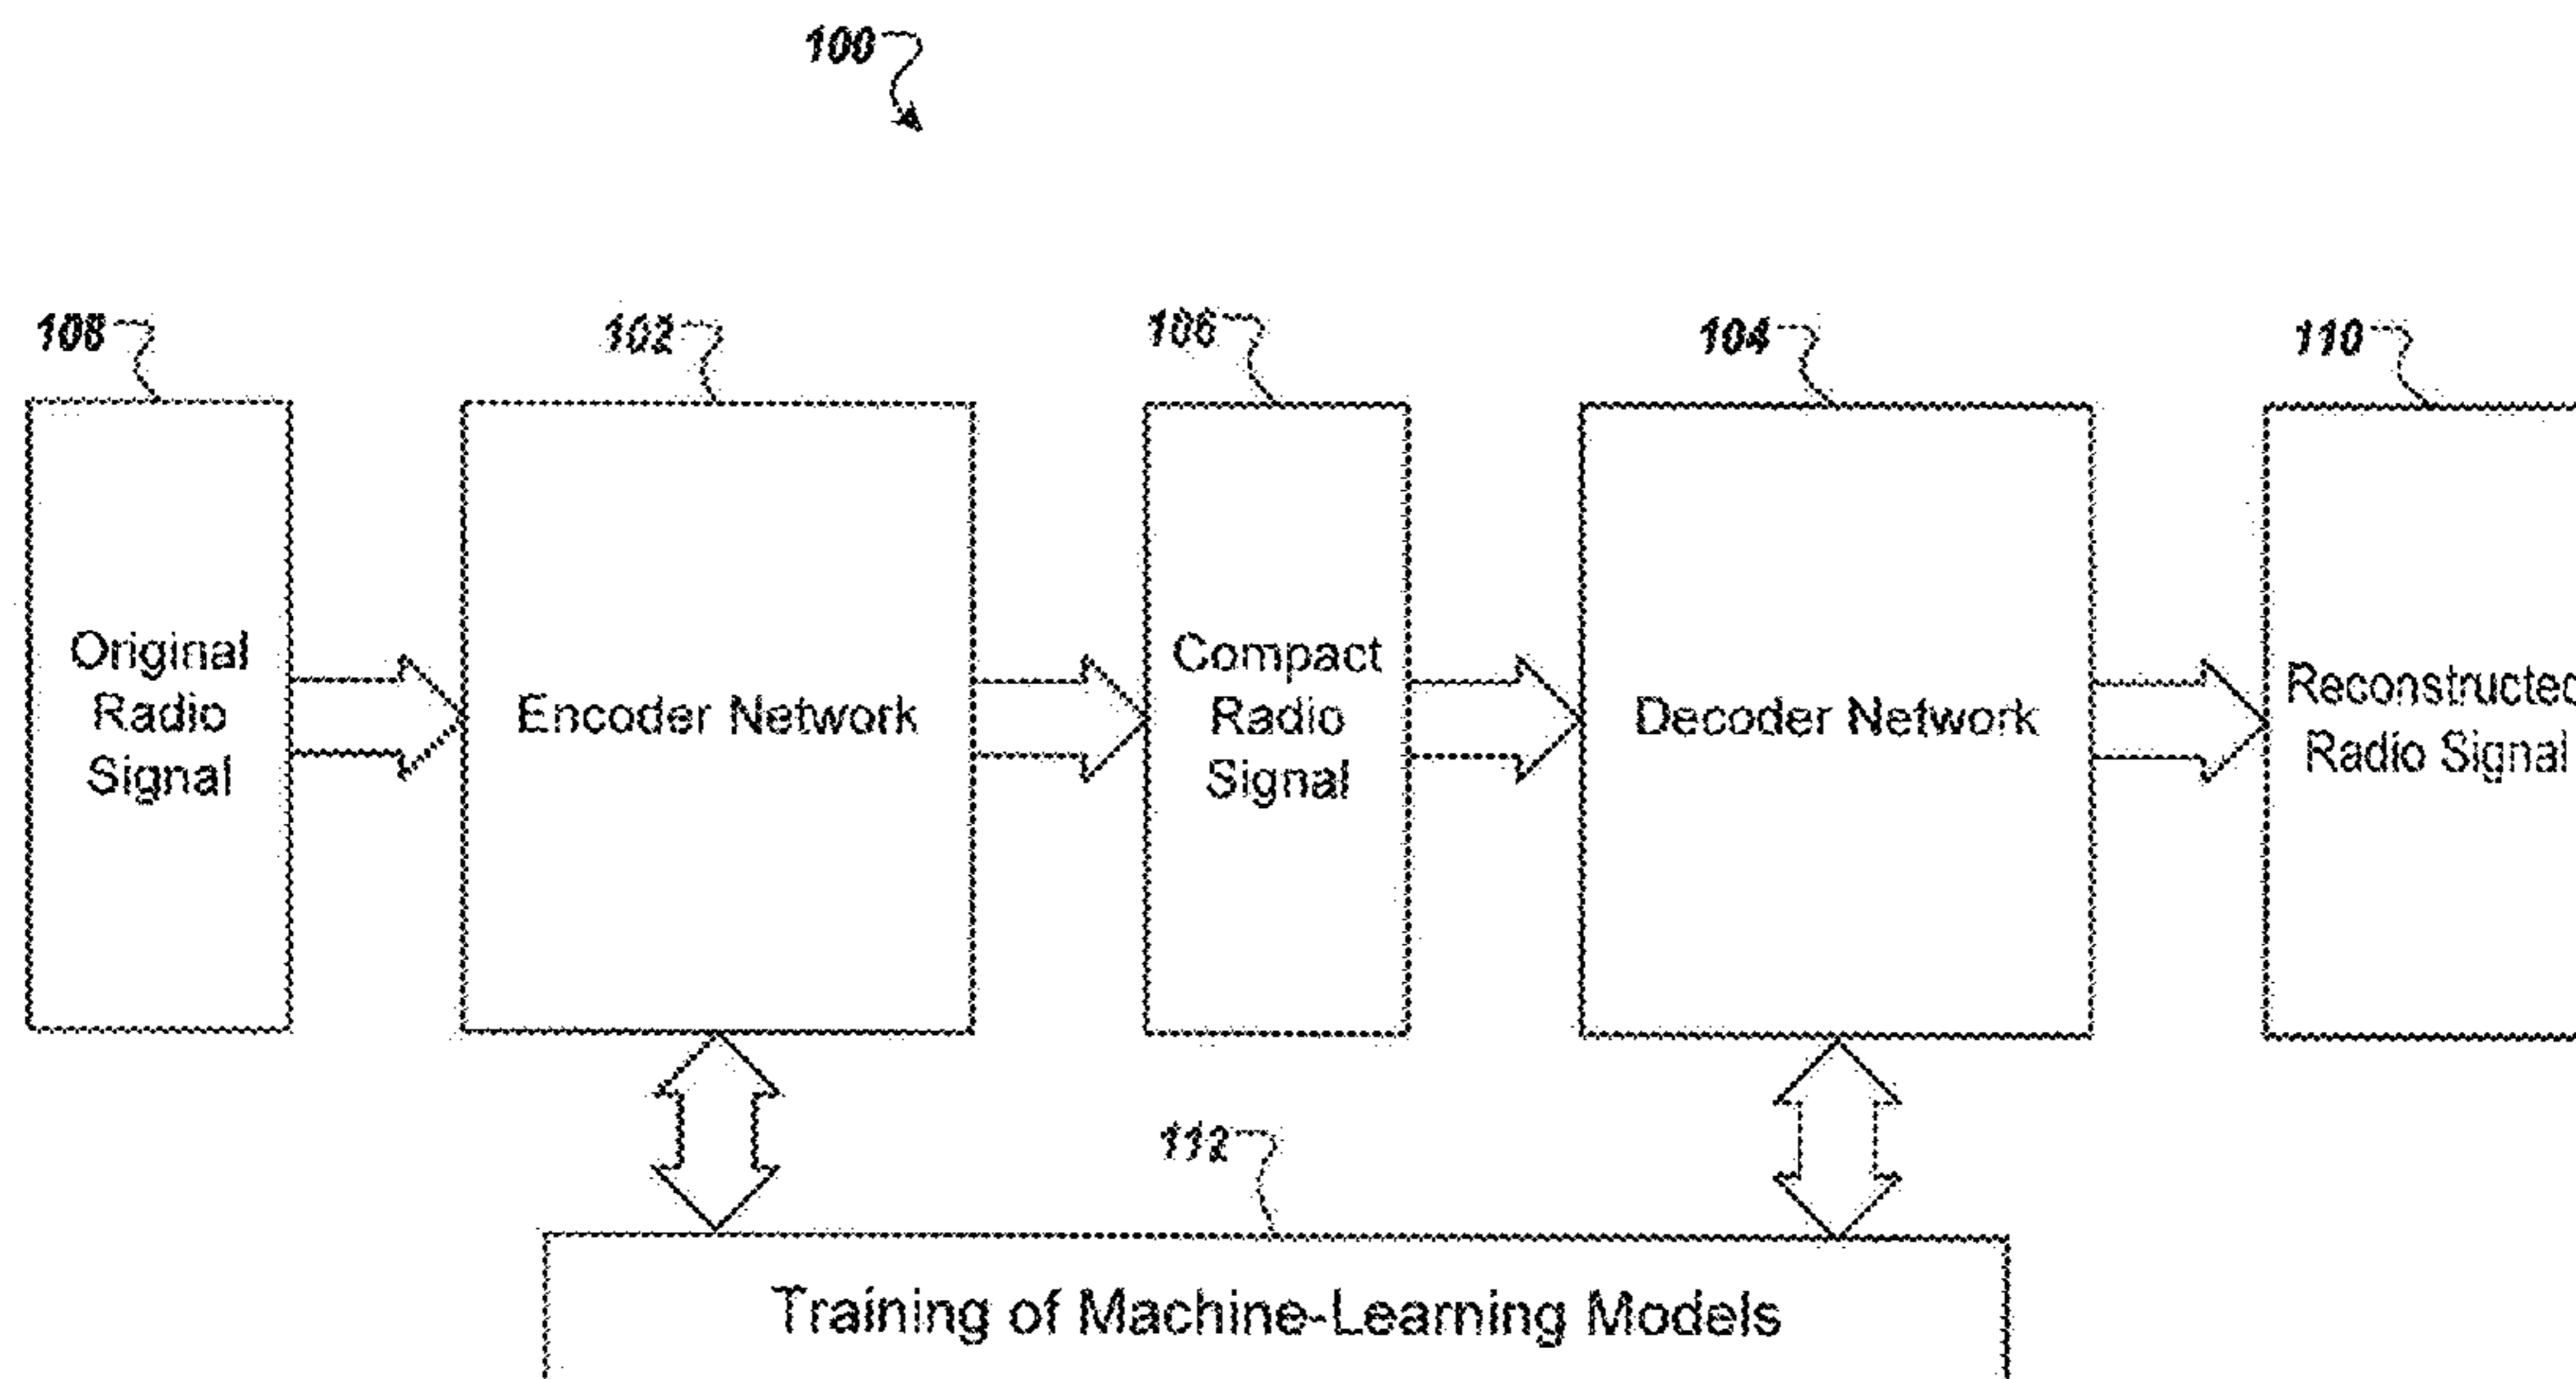 100
108
102
106
104
110
Original
Radio
Signal
Encoder Network
Compact
Radio
Signal
Decoder Network
Reconstructed
Radio Signal
112
Training of Machine-Learning Models